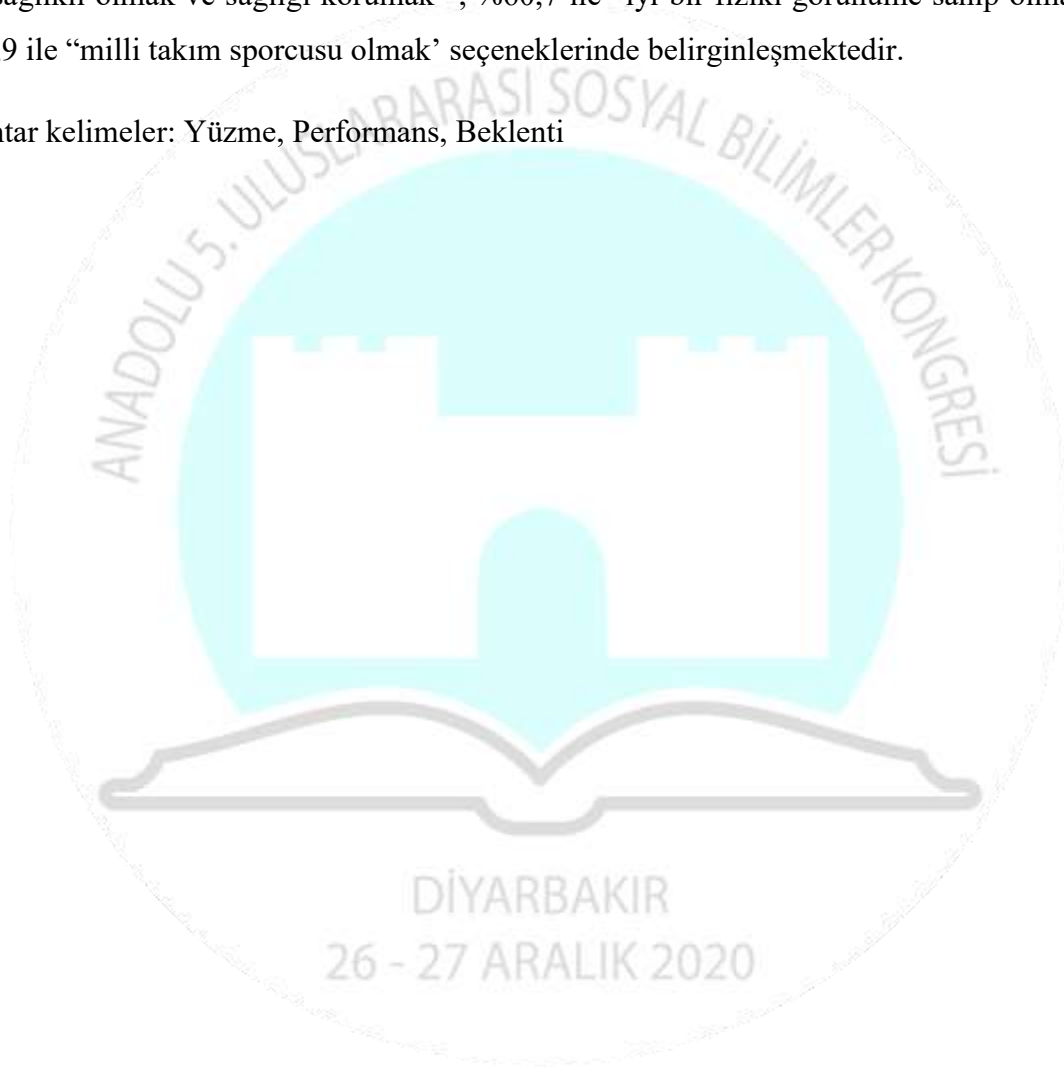 sağlıklı olmak ve sağlığı korumak", %60,7 ile "iyi bir fiziki görünüme sahip
9 ile “milli takım sporcusu olmak’ seçeneklerinde belirginleşmektedir.
kelimeler: Yüzme, Performans, Beklenti
ANADOLU 5. ULUSLARARASI SOSYAL BİLİMLER KONGRESİ
DİYARBAKIR
26 - 27 ARALIK 2020